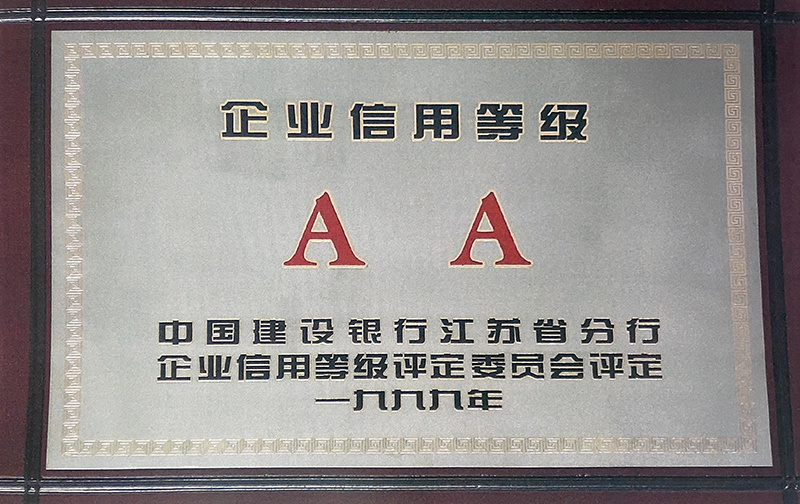 企业信用等级
A A
中国建设银行江苏省分行
企业信用等级评定委员会评定
一九九九年